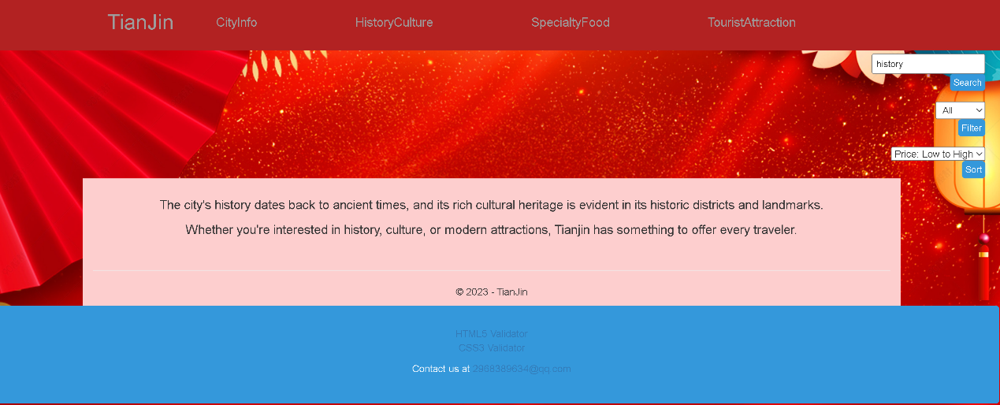 TianJin CityInfo HistoryCulture SpecialtyFood TouristAttraction
history
Search
All
Filter
Price: Low to High
Sort
The city's history dates back to ancient times, and its rich cultural heritage is evident in its historic districts and landmarks.
Whether you're interested in history, culture, or modern attractions, Tianjin has something to offer every traveler.
© 2023 - TianJin
HTML5 Validator
CSS3 Validator
Contact us at 2968389634@qq.com